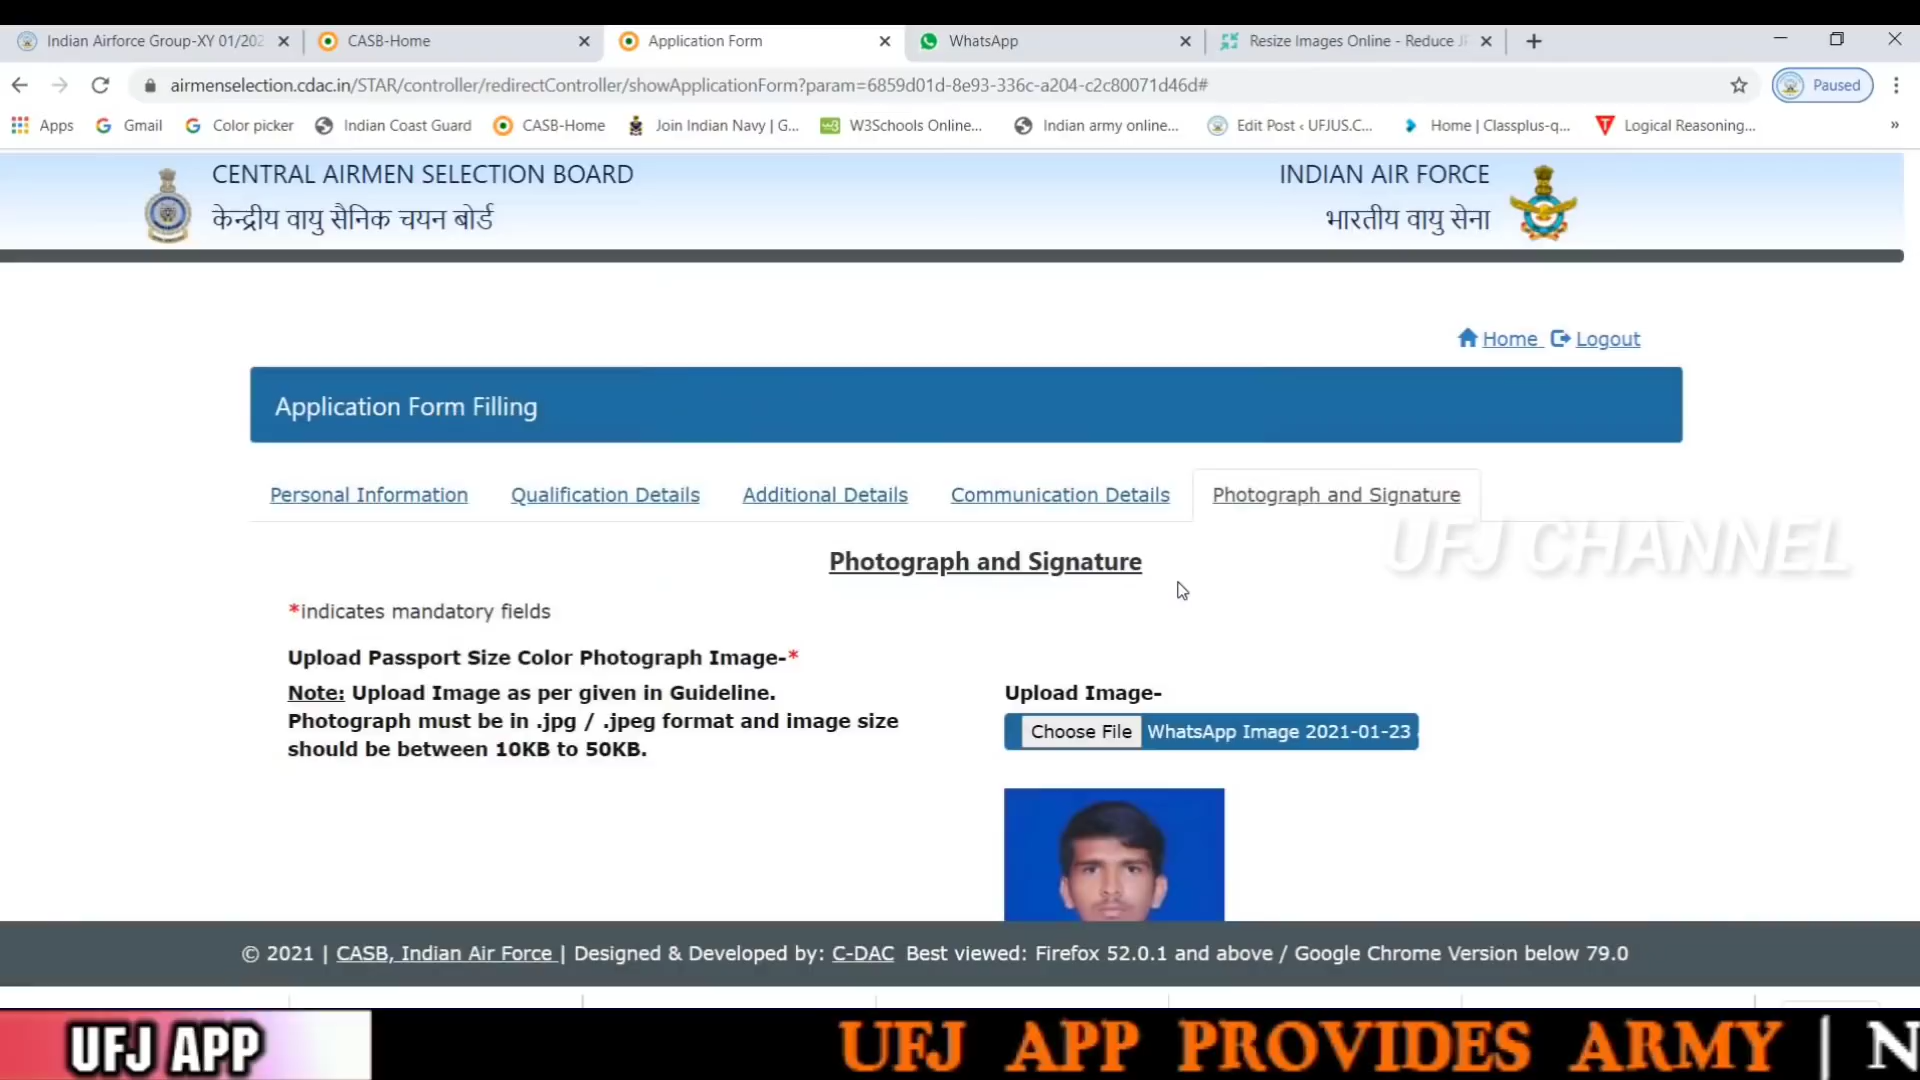 Indian Airforce Group-XY 01/202
CASB-Home
Application Form
WhatsApp
Resize Images Online - Reduce J
airmenselection.cdac.in/STAR/controller/redirectController/showApplicationForm?param=6859d01d-8e93-336c-a204-c2c80071d46d#
Paused
Apps
Gmail
Color picker
Indian Coast Guard
CASB-Home
Join Indian Navy | G...
W3Schools Online...
Indian army online...
Edit Post ‹ UFJUS.C...
Home | Classplus-q...
Logical Reasoning...
»
CENTRAL AIRMEN SELECTION BOARD
केन्द्रीय वायु सैनिक चयन बोर्ड
INDIAN AIR FORCE
भारतीय वायु सेना
Home Logout
Application Form Filling
Personal Information
Qualification Details
Additional Details
Communication Details
Photograph and Signature
UFJ CHANNEL
Photograph and Signature
*indicates mandatory fields
Upload Passport Size Color Photograph Image-*
Note: Upload Image as per given in Guideline.
Photograph must be in .jpg / .jpeg format and image size
should be between 10KB to 50KB.
Upload Image-
Choose File WhatsApp Image 2021-01-23
© 2021 | CASB, Indian Air Force | Designed & Developed by: C-DAC Best viewed: Firefox 52.0.1 and above / Google Chrome Version below 79.0
UFJ APP
UFJ APP PROVIDES ARMY | N